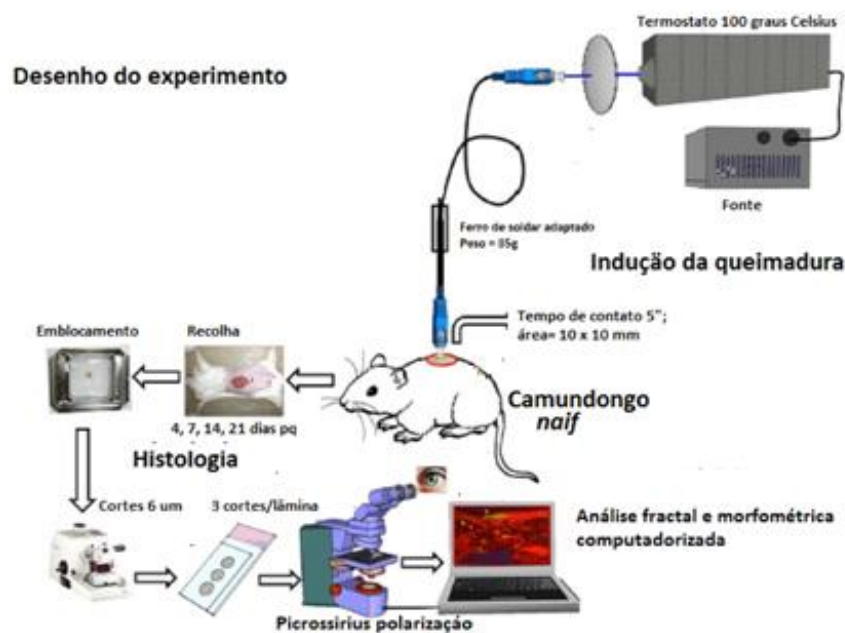 Termostato 100 graus Celsius
Desenho do experimento
Fonte
Ferro de soldar adaptado
Peso = 85g
Indução da queimadura
Tempo de contato 5";
área= 10 x 10 mm
Emblocamento
Recolha
Camundongo
naif
4, 7, 14, 21 dias pq
Histologia
Cortes 6 um
3 cortes/lâmina
Análise fractal e morfométrica
computadorizada
Picrossirius polarização